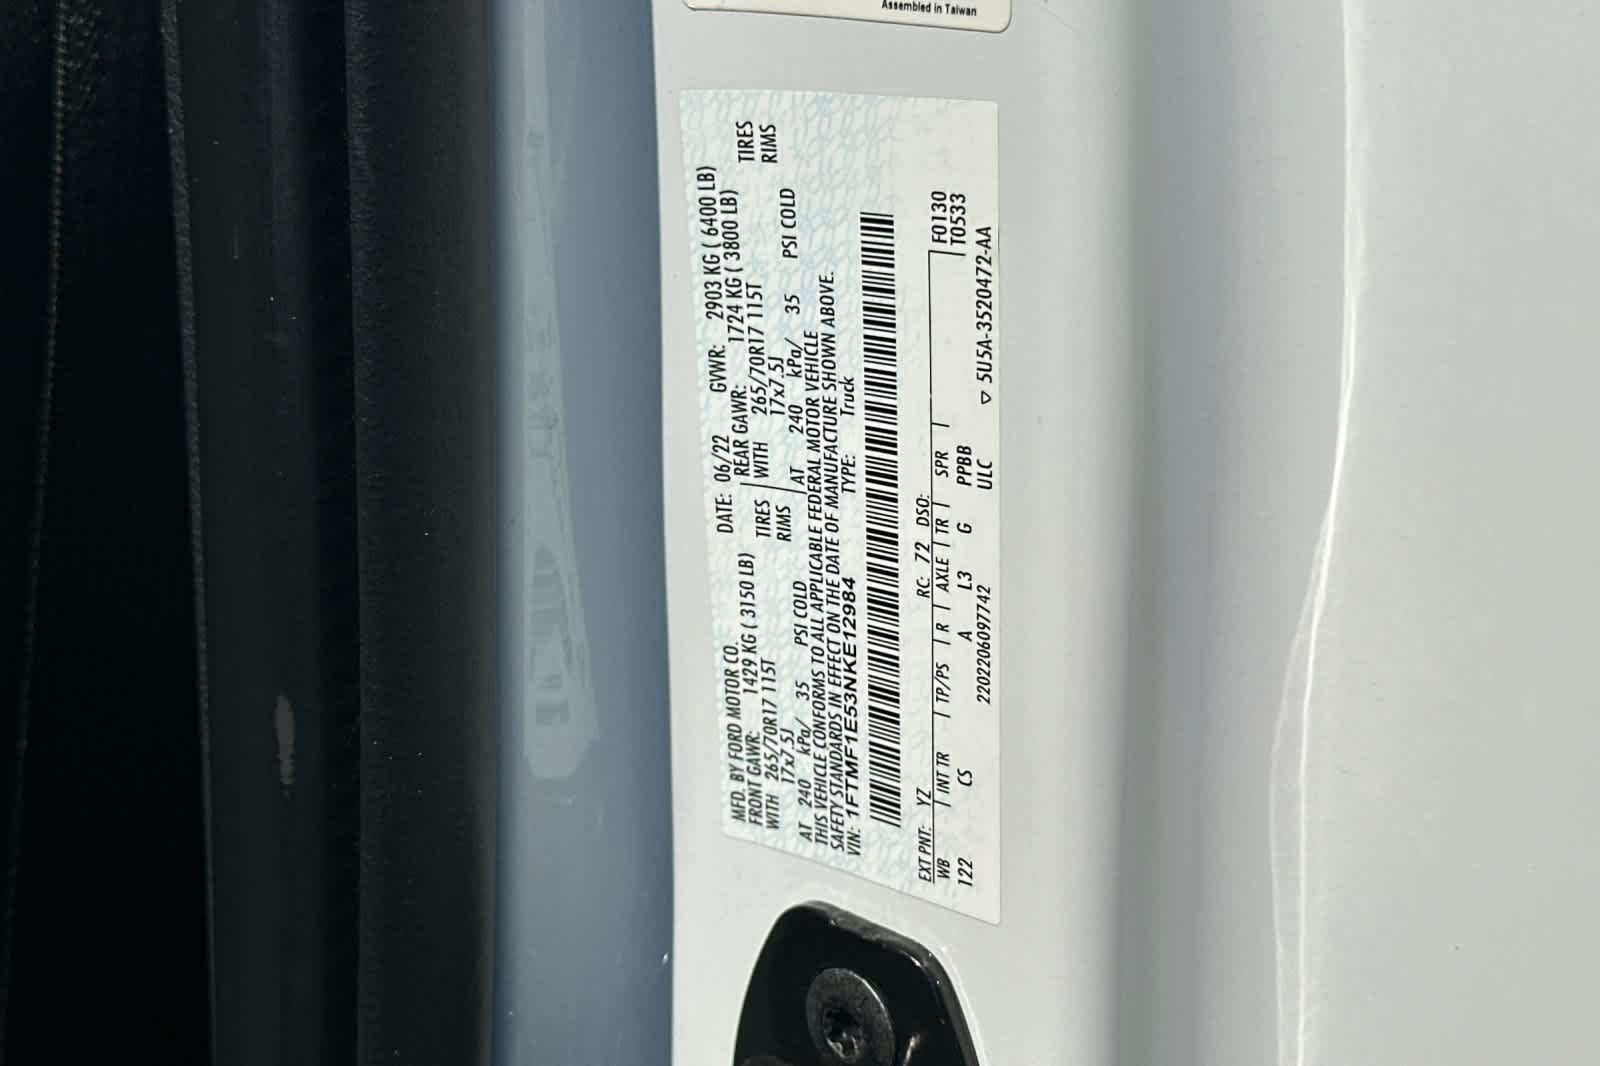 Assembled in Taiwan
MFD. BY FORD MOTOR CO. DATE: 06/22 GVWR: 2903 KG ( 6400 LB)
FRONT GAWR: 1429 KG ( 3150 LB) REAR GAWR: 1724 KG ( 3800 LB)
WITH 265/70R17 115T TIRES WITH 265/70R17 115T TIRES
17x7.5J RIMS 17x7.5J RIMS
AT 240 kPa/ 35 PSI COLD AT 240 kPa/ 35 PSI COLD
THIS VEHICLE CONFORMS TO ALL APPLICABLE FEDERAL MOTOR VEHICLE
SAFETY STANDARDS IN EFFECT ON THE DATE OF MANUFACTURE SHOWN ABOVE.
VIN: 1FTMF1E53NKE12984 TYPE: Truck
EXT PNT: YZ RC: 72 DSO: F0130
WB | INT TR | TP/PS | R | AXLE | TR | SPR | T0533
122 CS A L3 G PPBB
2202206097742 ULC ▽ 5U5A-3520472-AA